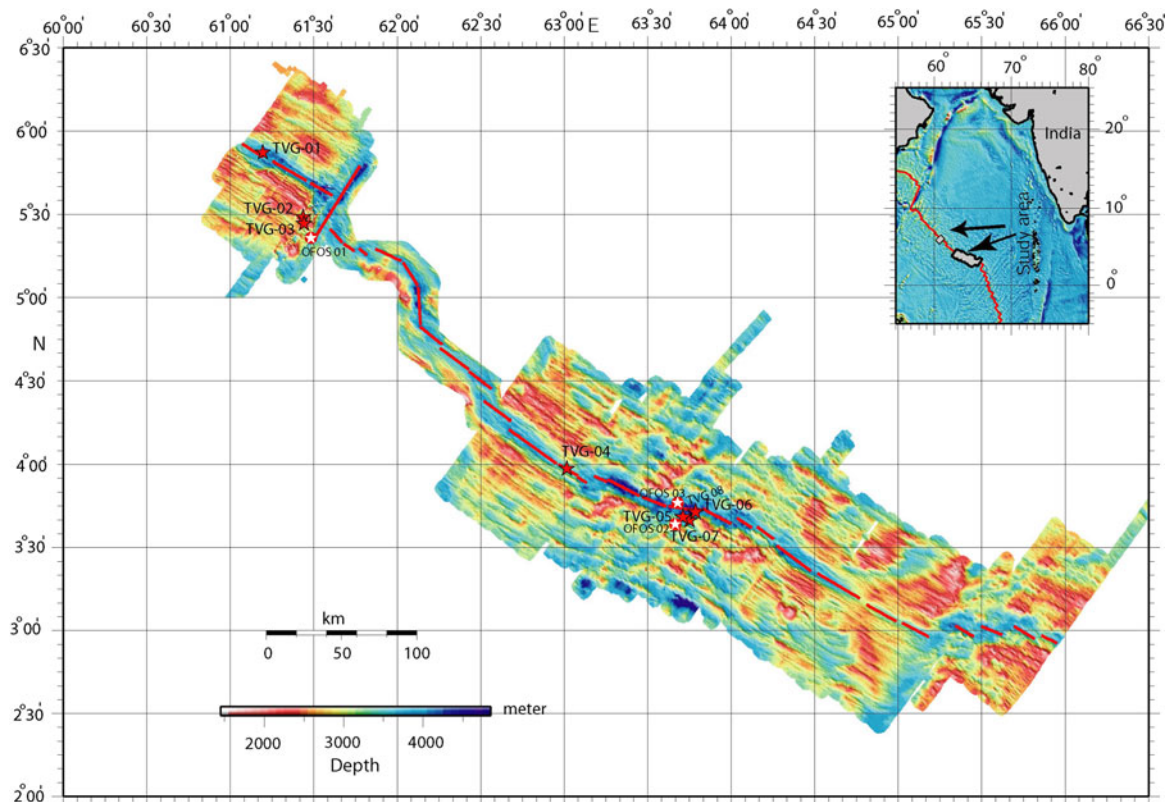 60°00' 60°30' 61°00' 61°30' 62°00' 62°30' 63°00' E 63°30' 64°00' 64°30' 65°00' 65°30' 66°00' 66°30'
6°30'
6°00'
5°30'
5°00'
N
4°30'
4°00'
3°30'
3°00'
2°30'
2°00'
60° 70° 80°
India
20°
10°
0°
Study area
TVG-01
TVG-02
TVG-03
OFOS 01
TVG-04
OFOS 03
TVG 08
TVG-06
TVG-05
OFOS 02
TVG-07
km
0 50 100
meter
2000 3000 4000
Depth